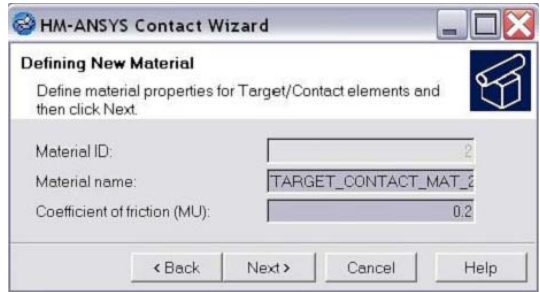 HM-ANSYS Contact Wizard
Defining New Material
Define material properties for Target/Contact elements and
then click Next.
Material ID: 2
Material name: TARGET_CONTACT_MAT_2
Coefficient of friction (MU): 0.2
< Back Next > Cancel Help